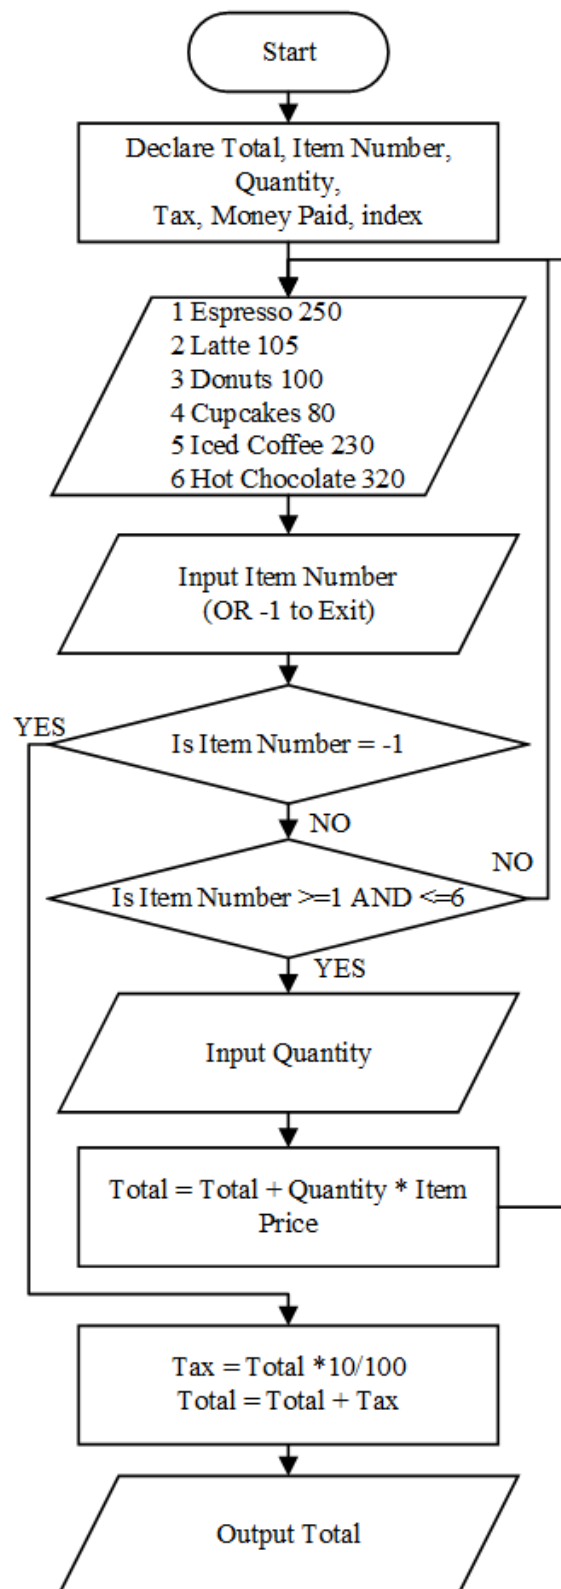 Start
Declare Total, Item Number,
Quantity,
Tax, Money Paid, index
1 Espresso 250
2 Latte 105
3 Donuts 100
4 Cupcakes 80
5 Iced Coffee 230
6 Hot Chocolate 320
Input Item Number
(OR -1 to Exit)
YES
Is Item Number = -1
NO
NO
Is Item Number >=1 AND <=6
YES
Input Quantity
Total = Total + Quantity * Item
Price
Tax = Total *10/100
Total = Total + Tax
Output Total